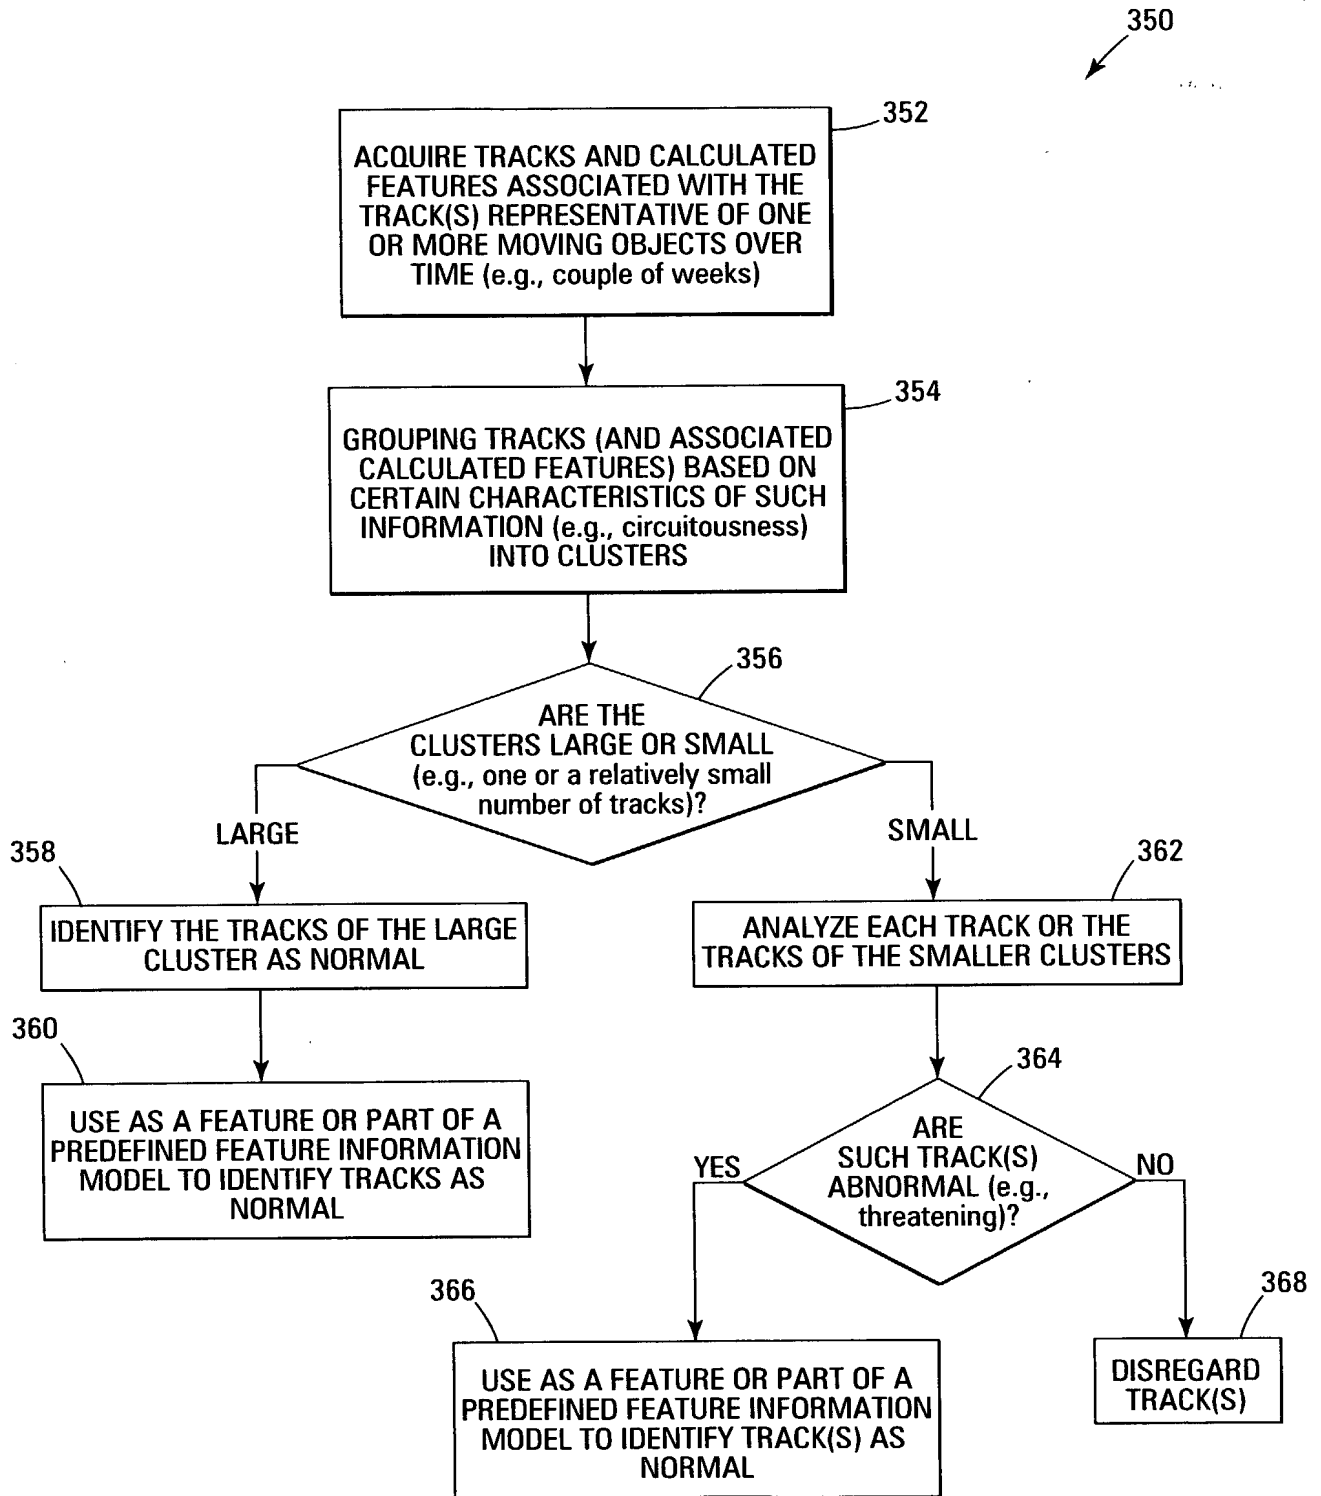 350
352
ACQUIRE TRACKS AND CALCULATED
FEATURES ASSOCIATED WITH THE
TRACK(S) REPRESENTATIVE OF ONE
OR MORE MOVING OBJECTS OVER
TIME (e.g., couple of weeks)
354
GROUPING TRACKS (AND ASSOCIATED
CALCULATED FEATURES) BASED ON
CERTAIN CHARACTERISTICS OF SUCH
INFORMATION (e.g., circuitousness)
INTO CLUSTERS
356
ARE THE
CLUSTERS LARGE OR SMALL
(e.g., one or a relatively small
number of tracks)?
LARGE
SMALL
358
IDENTIFY THE TRACKS OF THE LARGE
CLUSTER AS NORMAL
362
ANALYZE EACH TRACK OR THE
TRACKS OF THE SMALLER CLUSTERS
360
USE AS A FEATURE OR PART OF A
PREDEFINED FEATURE INFORMATION
MODEL TO IDENTIFY TRACKS AS
NORMAL
364
ARE
SUCH TRACK(S)
ABNORMAL (e.g.,
threatening)?
YES
NO
366
USE AS A FEATURE OR PART OF A
PREDEFINED FEATURE INFORMATION
MODEL TO IDENTIFY TRACK(S) AS
NORMAL
368
DISREGARD
TRACK(S)